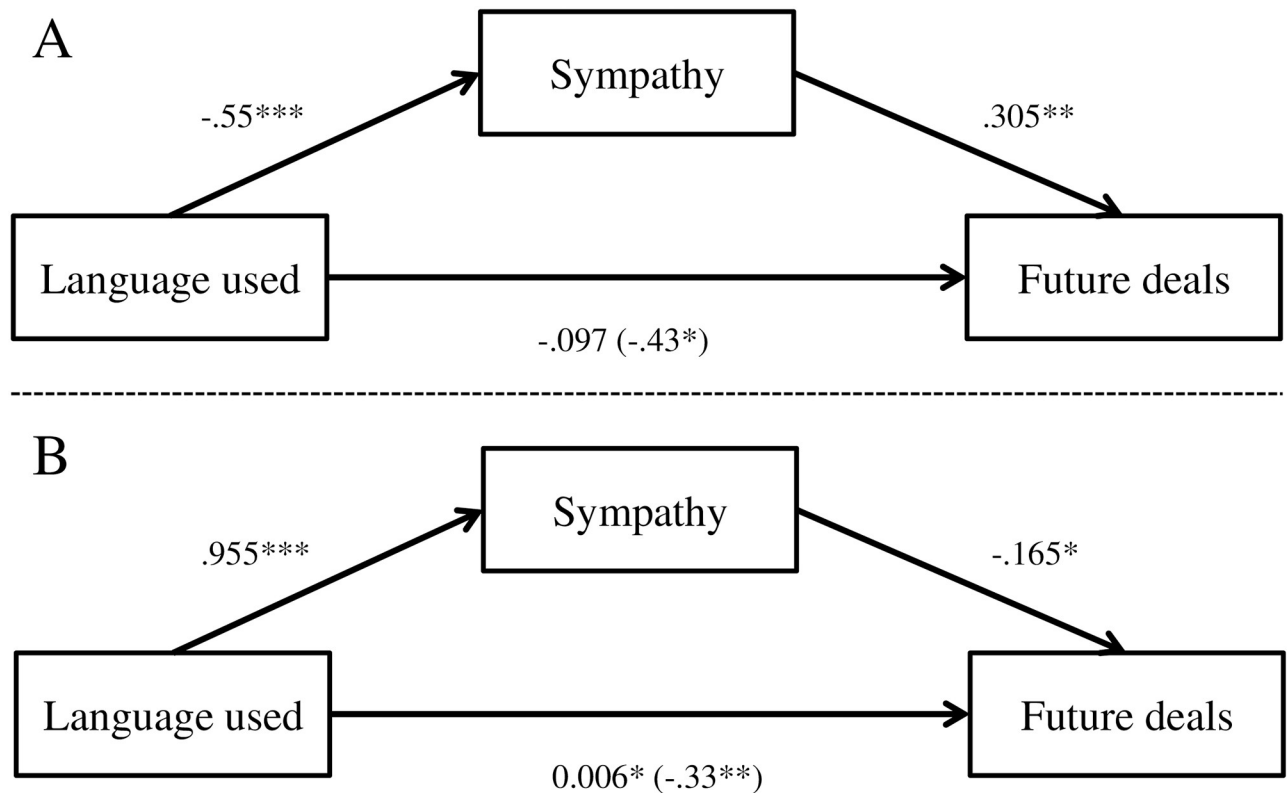 A
Sympathy
-.55***
.305**
Language used
Future deals
-.097 (-.43*)
B
Sympathy
.955***
-.165*
Language used
Future deals
0.006* (-.33**)